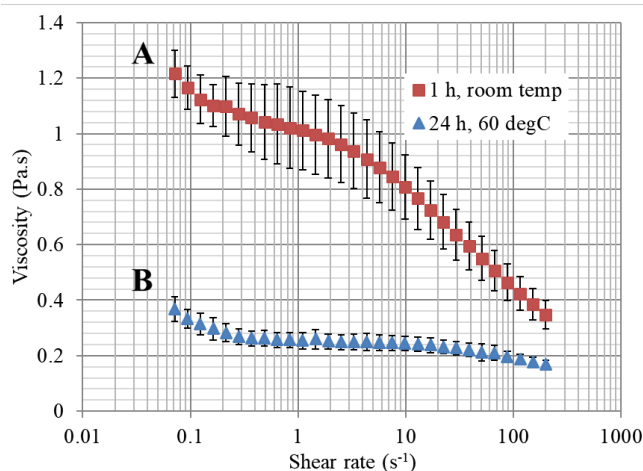 1.4
1.2
1
0.8
0.6
0.4
0.2
0
Viscosity (Pa.s)
A
B
1 h, room temp
24 h, 60 degC
0.01 0.1 1 10 100 1000
Shear rate (s⁻¹)